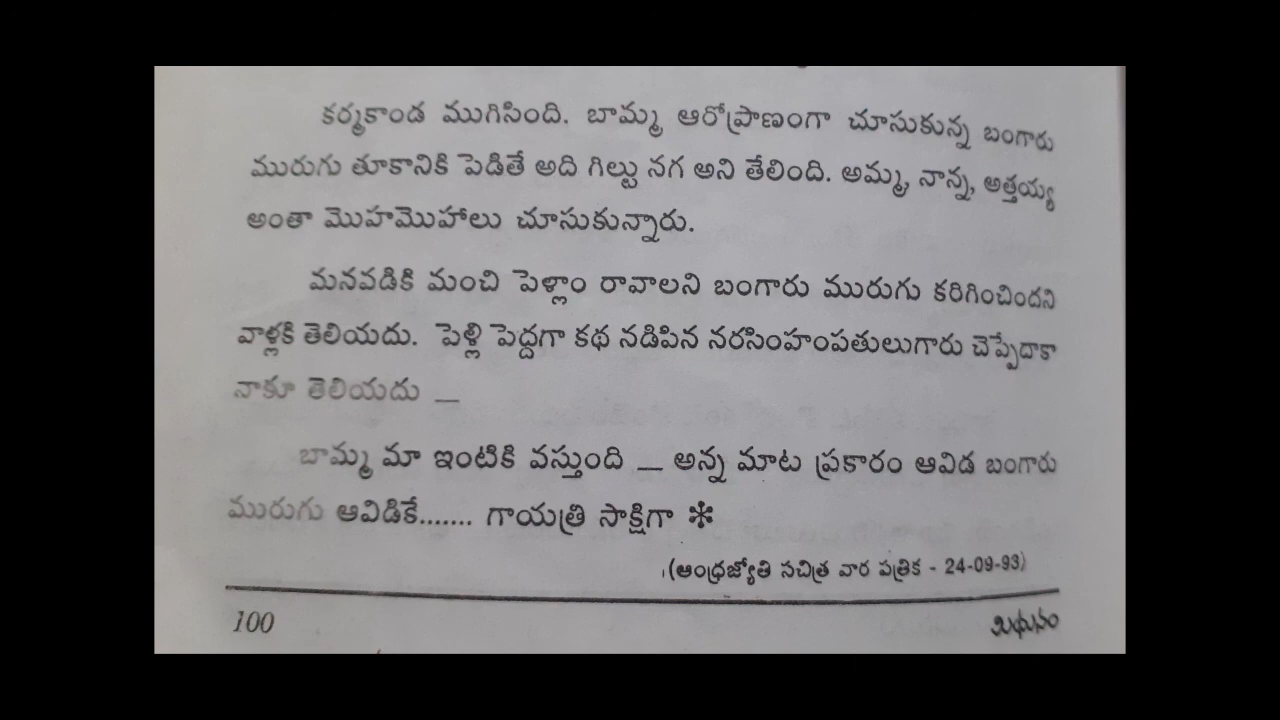 కర్మకాండ ముగిసింది. బామ్మ ఆరోప్రాణంగా చూసుకున్న బంగారు
మురుగు తూకానికి పెడితే అది గిల్టు నగ అని తేలింది. అమ్మ, నాన్న, అత్తయ్య
అంతా మొహమొహాలు చూసుకున్నారు.
మనవడికి మంచి పెళ్లాం రావాలని బంగారు మురుగు కరిగించిందని
వాళ్లకి తెలియదు. పెళ్లి పెద్దగా కథ నడిపిన నరసింహంపతులుగారు చెప్పేదాకా
నాకూ తెలియదు —
బామ్మ మా ఇంటికి వస్తుంది — అన్న మాట ప్రకారం ఆవిడ బంగారు
మురుగు ఆవిడికే....... గాయత్రి సాక్షిగా *
(ఆంధ్రజ్యోతి సచిత్ర వార పత్రిక - 24-09-93)
100 మిథునం